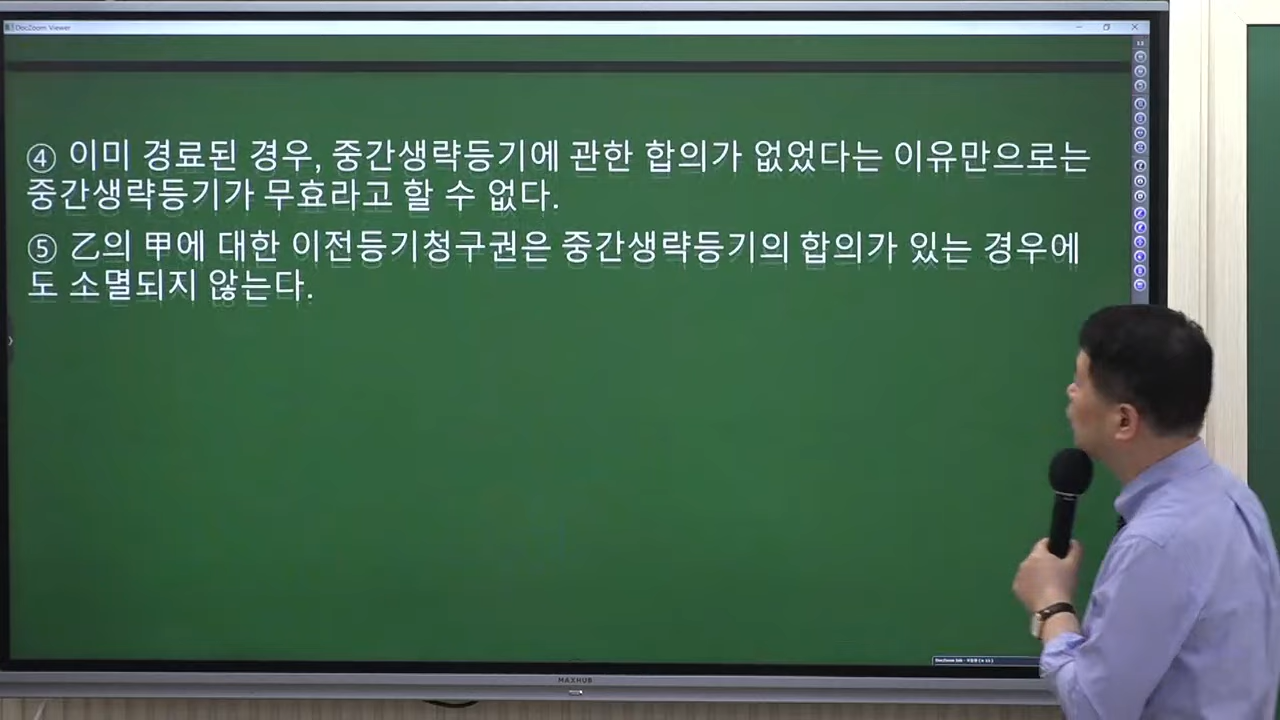 DocZoom Viewer
④ 이미 경료된 경우, 중간생략등기에 관한 합의가 없었다는 이유만으로는
중간생략등기가 무효라고 할 수 없다.
⑤ 乙의 甲에 대한 이전등기청구권은 중간생략등기의 합의가 있는 경우에
도 소멸되지 않는다.
MAXHUB